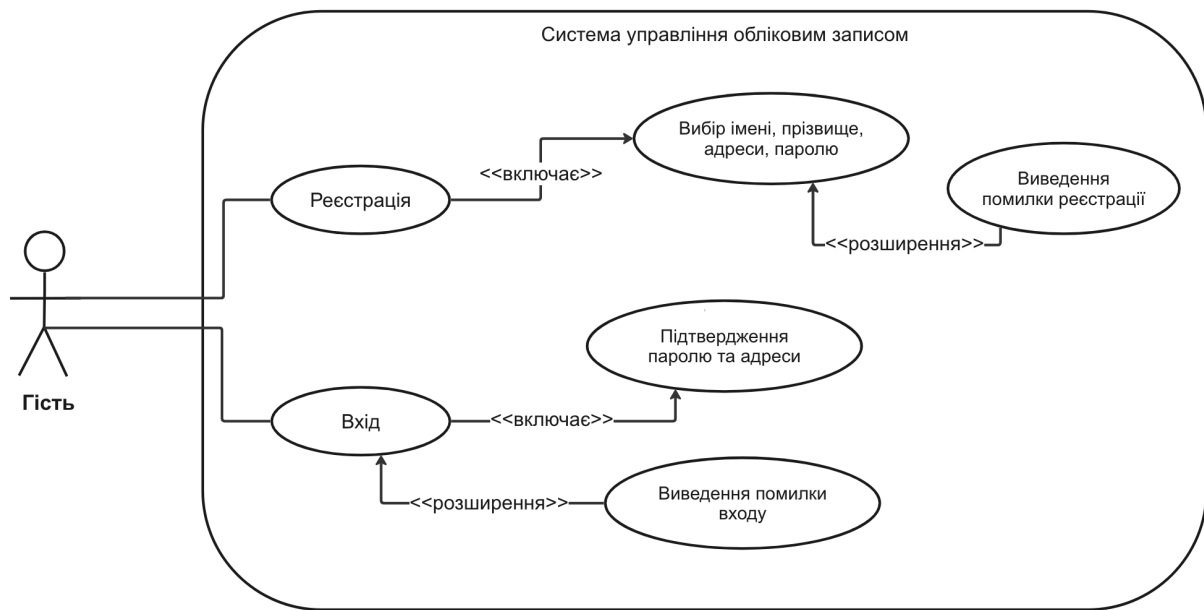 Система управління обліковим записом
Вибір імені, прізвище,
адреси, паролю
<<включає>>
Реєстрація
Виведення
помилки реєстрації
<<розширення>>
Підтвердження
паролю та адреси
Гість
Вхід
<<включає>>
<<розширення>>
Виведення помилки
входу